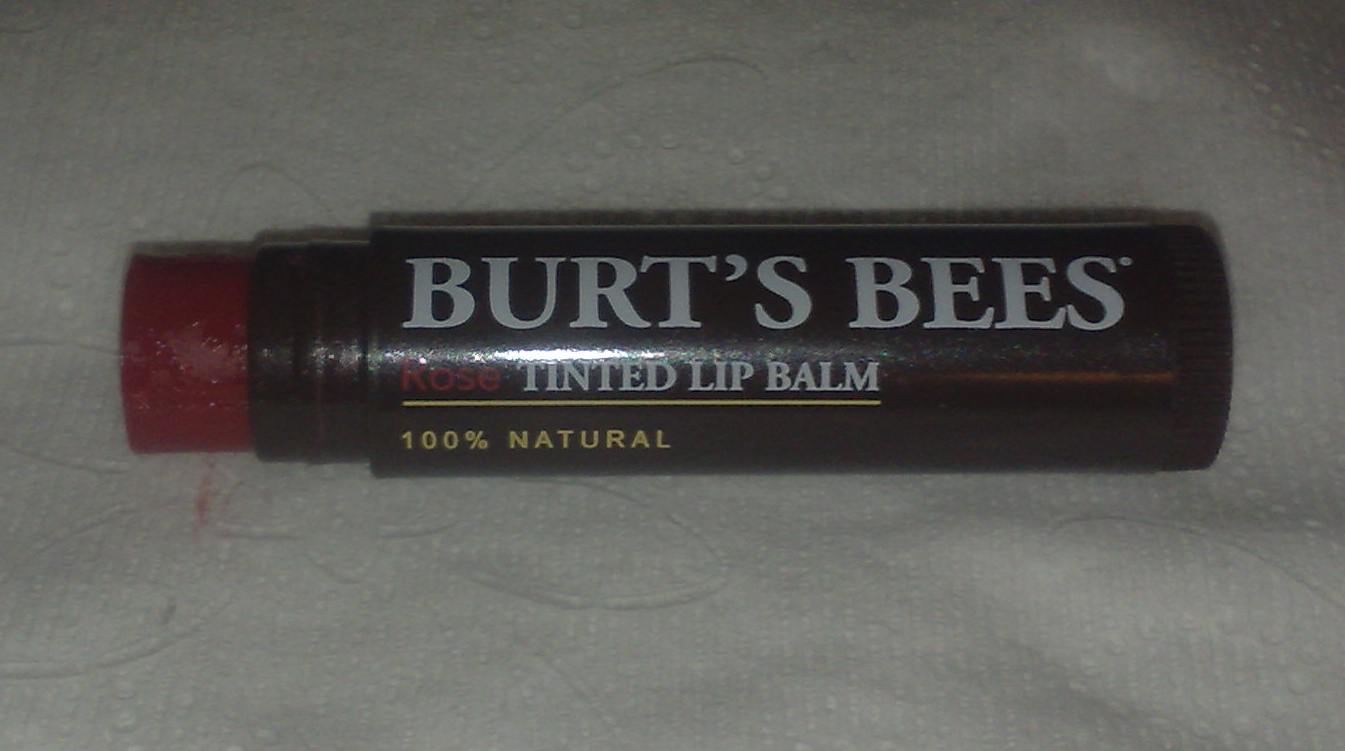 BURT'S BEES
Rose TINTED LIP BALM
100% NATURAL